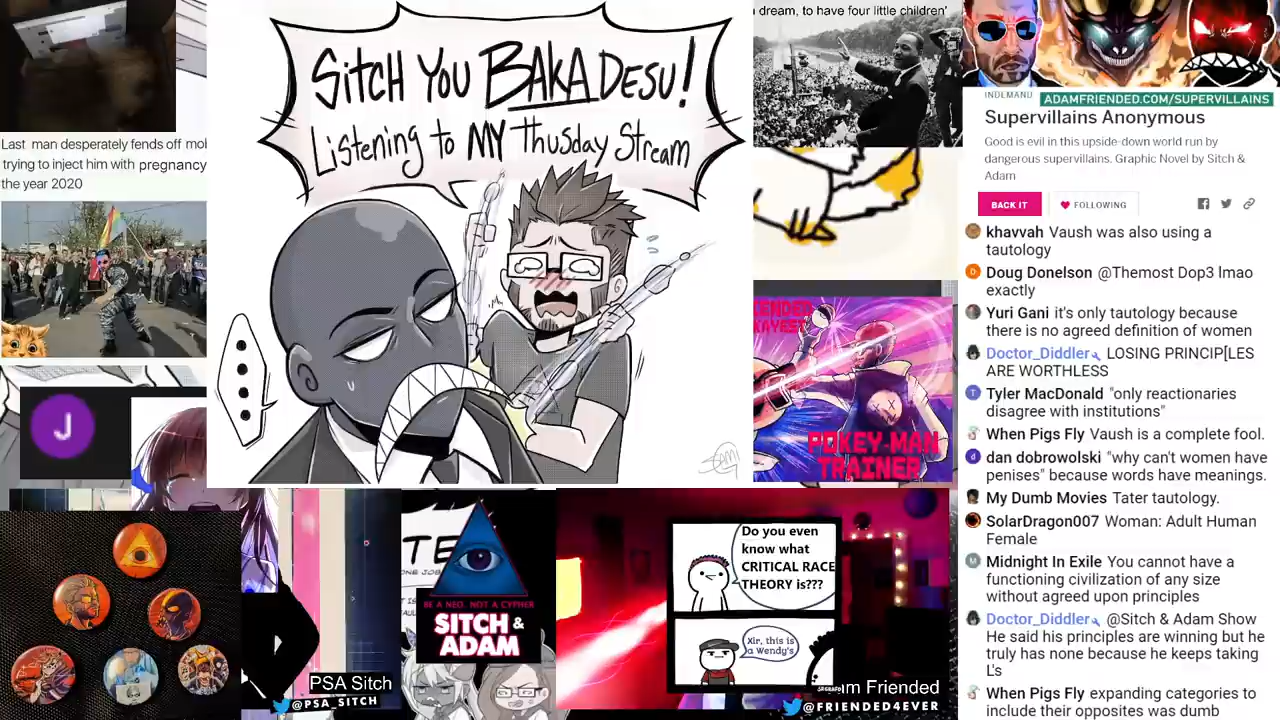 Last man desperately fends off mob
trying to inject him with pregnancy
the year 2020
J
SITCH YOU BAKA DESU!
Listening to MY Thusday Stream
dream, to have four little children'
POKEY-MAN
TRAINER
TE
ONE JOB
BE A NEO, NOT A CYPHER
SITCH &
ADAM
PSA Sitch
@PSA_SITCH
Do you even
know what
CRITICAL RACE
THEORY is???
Xir, this is
a Wendy's
am Friended
@FRIENDED4EVER
INDEMAND
ADAMFRIENDED.COM/SUPERVILLAINS
Supervillains Anonymous
Good is evil in this upside-down world run by
dangerous supervillains. Graphic Novel by Sitch &
Adam
BACK IT
FOLLOWING
khavvah Vaush was also using a
tautology
Doug Donelson @Themost Dop3 lmao
exactly
Yuri Gani it's only tautology because
there is no agreed definition of women
Doctor_Diddler LOSING PRINCIP[LES
ARE WORTHLESS
Tyler MacDonald "only reactionaries
disagree with institutions"
When Pigs Fly Vaush is a complete fool.
dan dobrowolski "why can't women have
penises" because words have meanings.
My Dumb Movies Tater tautology.
SolarDragon007 Woman: Adult Human
Female
Midnight In Exile You cannot have a
functioning civilization of any size
without agreed upon principles
Doctor_Diddler @Sitch & Adam Show
He said his principles are winning but he
truly has none because he keeps taking
L's
When Pigs Fly expanding categories to
include their opposites was dumb